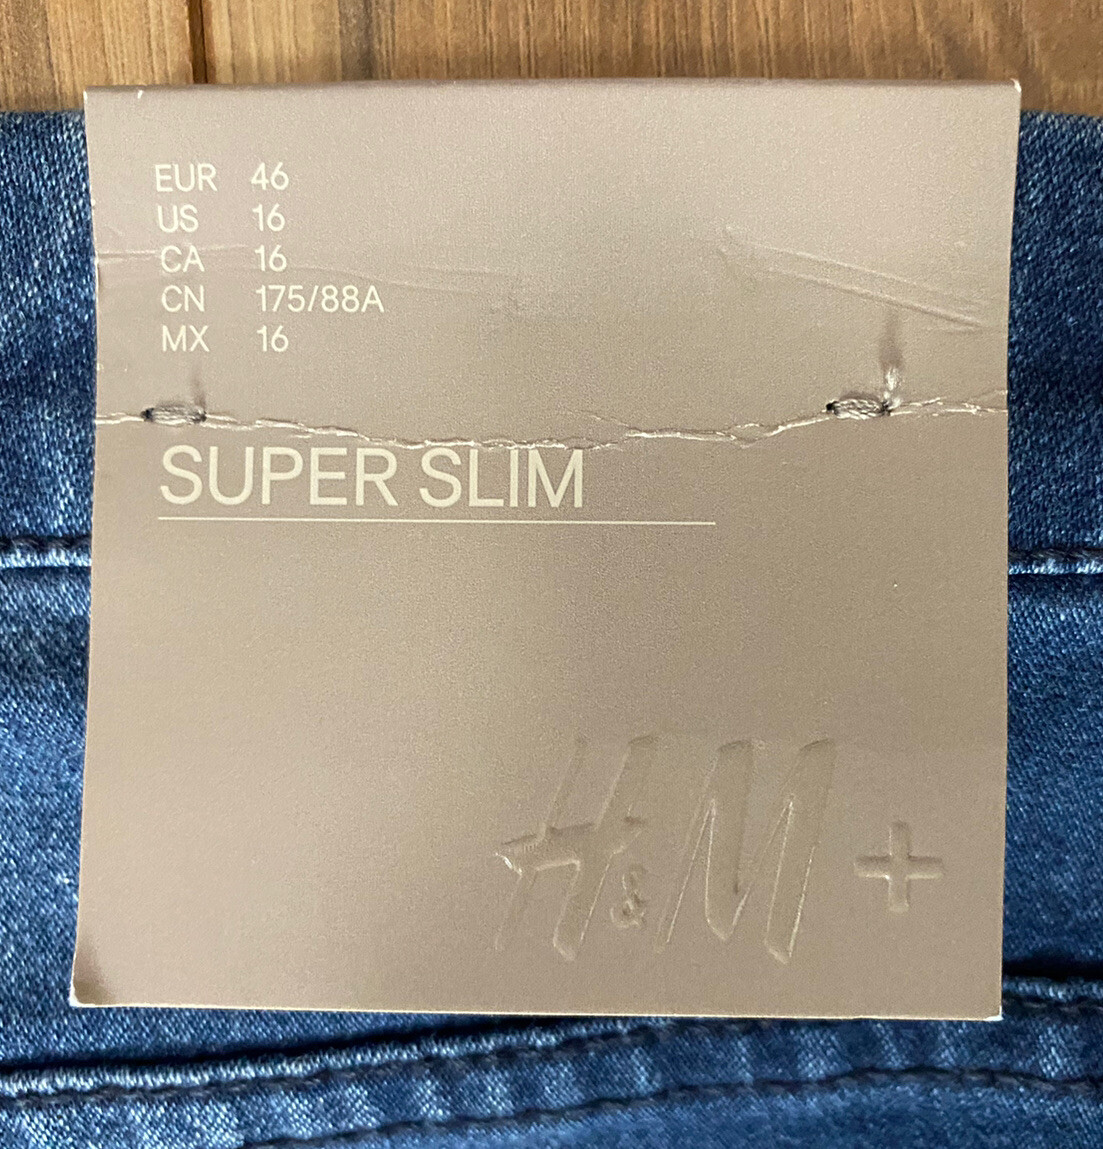 EUR 46
US 16
CA 16
CN 175/88A
MX 16
SUPER SLIM
H&M+